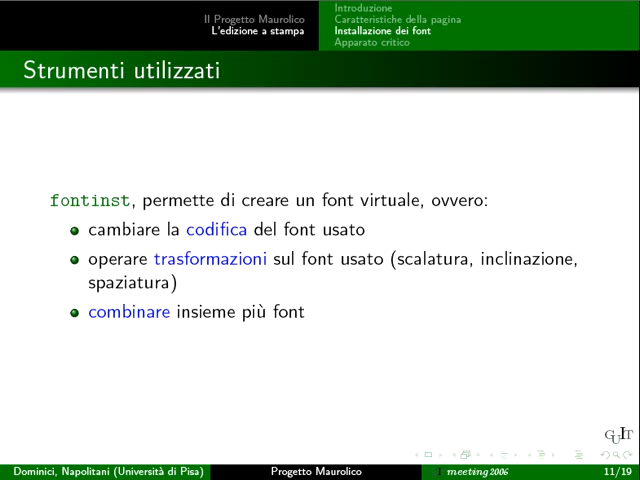 Il Progetto Maurolico
L'edizione a stampa
Introduzione
Caratteristiche della pagina
Installazione dei font
Apparato critico
Strumenti utilizzati
fontinst, permette di creare un font virtuale, ovvero:
cambiare la codifica del font usato
operare trasformazioni sul font usato (scalatura, inclinazione,
spaziatura)
combinare insieme più font
GUIT
Dominici, Napolitani (Università di Pisa)
Progetto Maurolico
meeting2006
11/19